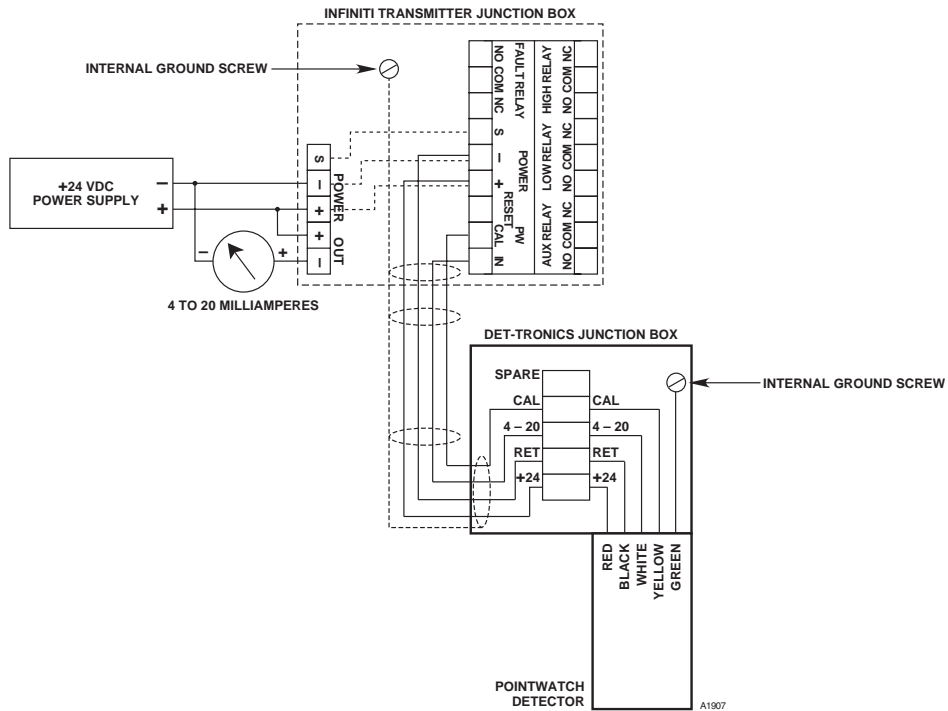 INFINITI TRANSMITTER JUNCTION BOX
INTERNAL GROUND SCREW
NO COM NC
FAULT RELAY
HIGH RELAY
NO COM NC
S
–
+
POWER
RESET
LOW RELAY
NO COM NC
CAL
IN
PW
AUX RELAY
NO COM NC
+24 VDC
POWER SUPPLY
–
+
S
–
+
+
–
POWER
OUT
–
+
4 TO 20 MILLIAMPERES
DET-TRONICS JUNCTION BOX
SPARE
CAL
CAL
4 – 20
4 – 20
RET
RET
+24
+24
INTERNAL GROUND SCREW
RED
BLACK
WHITE
YELLOW
GREEN
POINTWATCH
DETECTOR
A1907